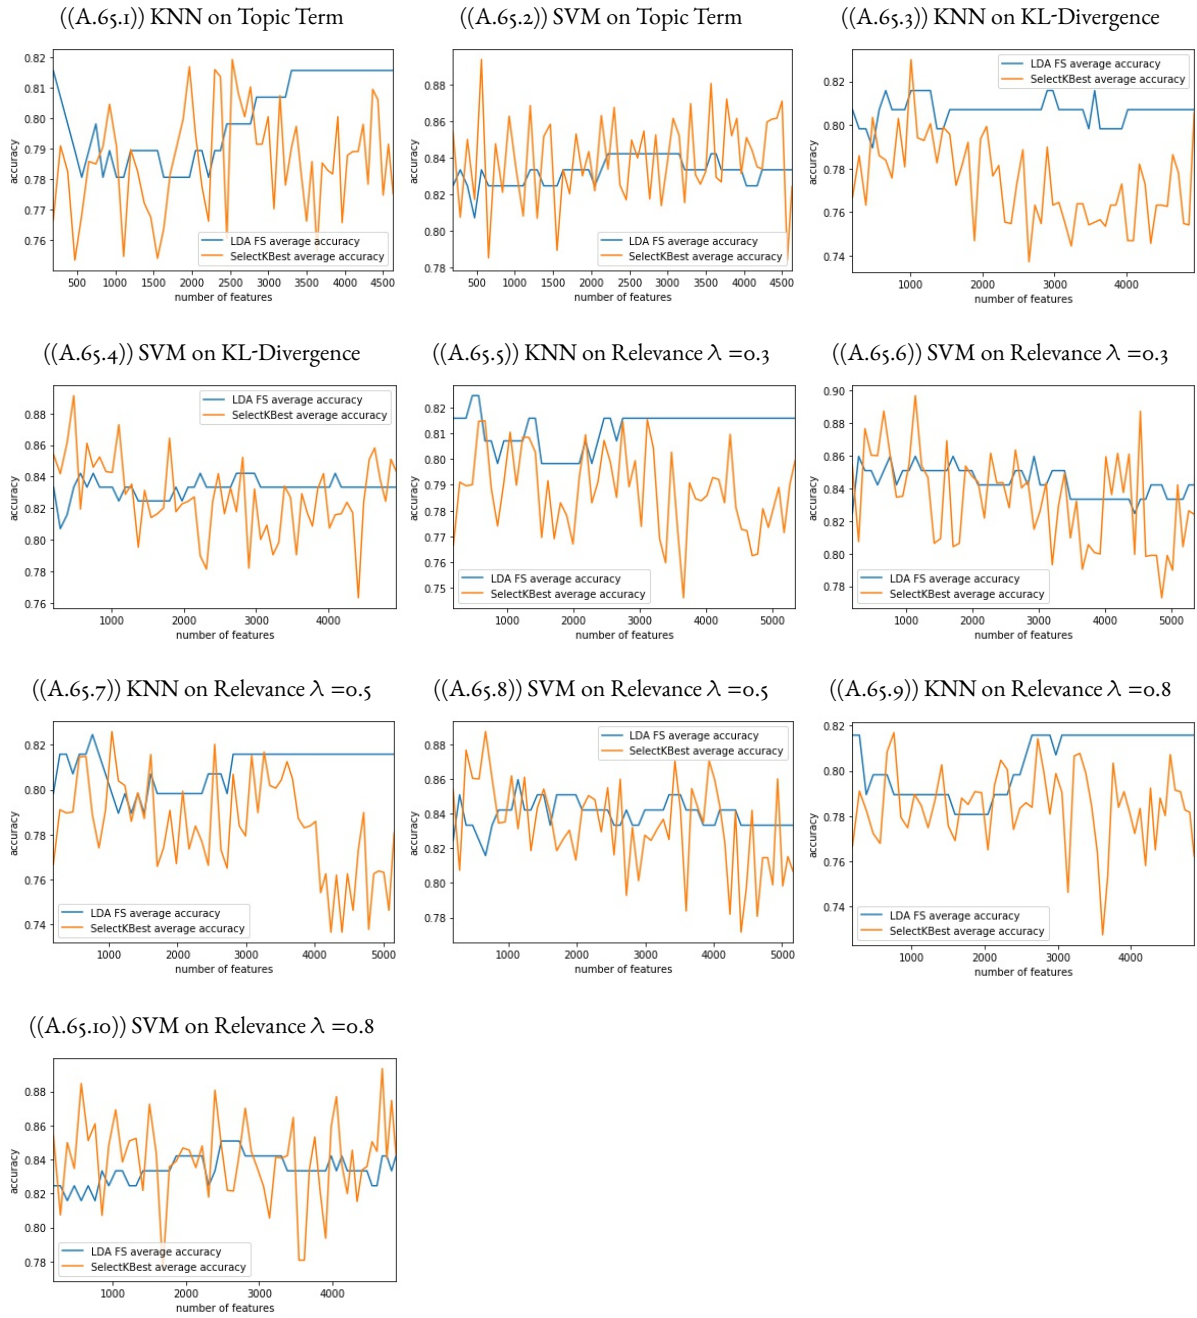 ((A.65.1)) KNN on Topic Term
((A.65.2)) SVM on Topic Term
((A.65.3)) KNN on KL-Divergence
0.82
0.81
0.80
0.79
0.78
0.77
0.76
accuracy
LDA FS average accuracy
SelectKBest average accuracy
500 1000 1500 2000 2500 3000 3500 4000 4500
number of features
0.88
0.86
0.84
0.82
0.80
0.78
accuracy
LDA FS average accuracy
SelectKBest average accuracy
500 1000 1500 2000 2500 3000 3500 4000 4500
number of features
LDA FS average accuracy
SelectKBest average accuracy
0.82
0.80
0.78
0.76
0.74
accuracy
1000 2000 3000 4000
number of features
((A.65.4)) SVM on KL-Divergence
((A.65.5)) KNN on Relevance λ =0.3
((A.65.6)) SVM on Relevance λ =0.3
LDA FS average accuracy
SelectKBest average accuracy
0.88
0.86
0.84
0.82
0.80
0.78
0.76
accuracy
1000 2000 3000 4000
number of features
0.82
0.81
0.80
0.79
0.78
0.77
0.76
0.75
accuracy
LDA FS average accuracy
SelectKBest average accuracy
1000 2000 3000 4000 5000
number of features
0.90
0.88
0.86
0.84
0.82
0.80
0.78
accuracy
LDA FS average accuracy
SelectKBest average accuracy
1000 2000 3000 4000 5000
number of features
((A.65.7)) KNN on Relevance λ =0.5
((A.65.8)) SVM on Relevance λ =0.5
((A.65.9)) KNN on Relevance λ =0.8
0.82
0.80
0.78
0.76
0.74
accuracy
LDA FS average accuracy
SelectKBest average accuracy
1000 2000 3000 4000 5000
number of features
LDA FS average accuracy
SelectKBest average accuracy
0.88
0.86
0.84
0.82
0.80
0.78
accuracy
1000 2000 3000 4000 5000
number of features
0.82
0.80
0.78
0.76
0.74
accuracy
LDA FS average accuracy
SelectKBest average accuracy
1000 2000 3000 4000
number of features
((A.65.10)) SVM on Relevance λ =0.8
0.88
0.86
0.84
0.82
0.80
0.78
accuracy
LDA FS average accuracy
SelectKBest average accuracy
1000 2000 3000 4000
number of features